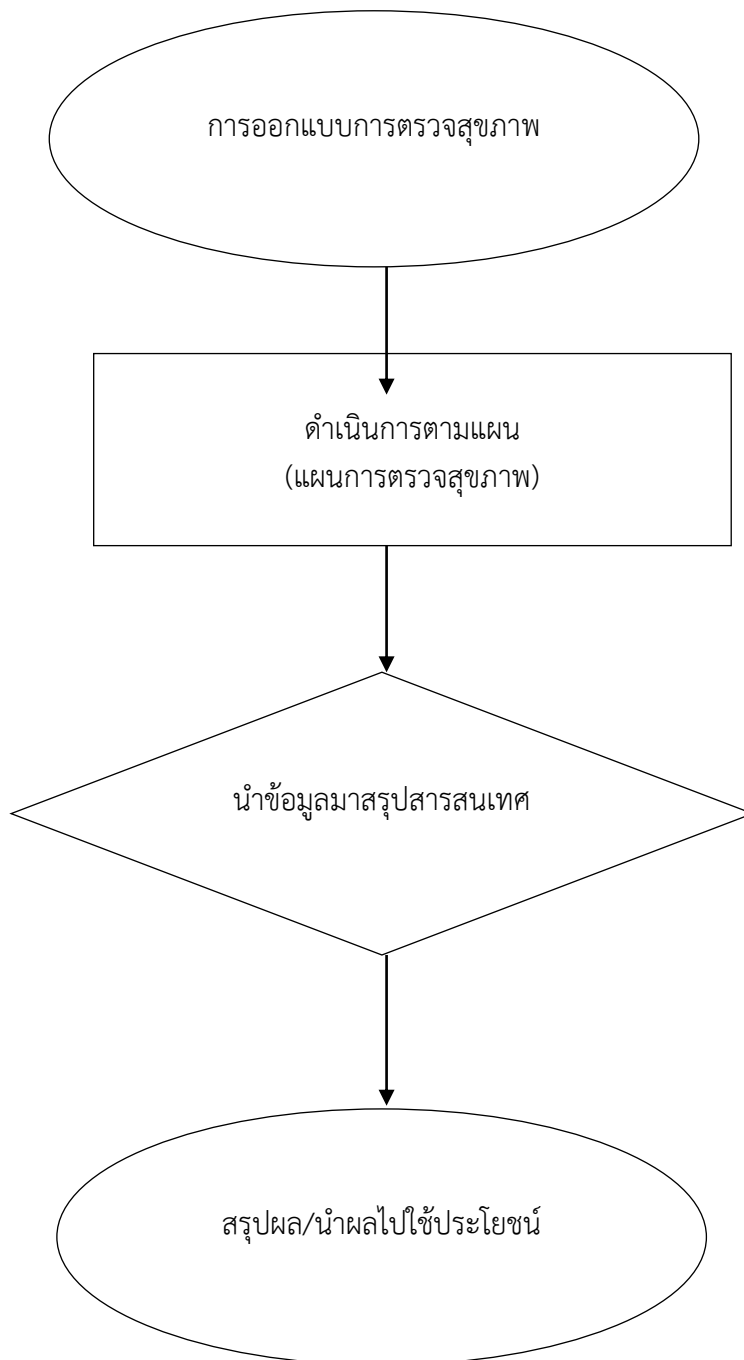 การออกแบบการตรวจสุขภาพ
ดำเนินการตามแผน
(แผนการตรวจสุขภาพ)
นำข้อมูลมาสรุปสารสนเทศ
สรุปผล/นำผลไปใช้ประโยชน์